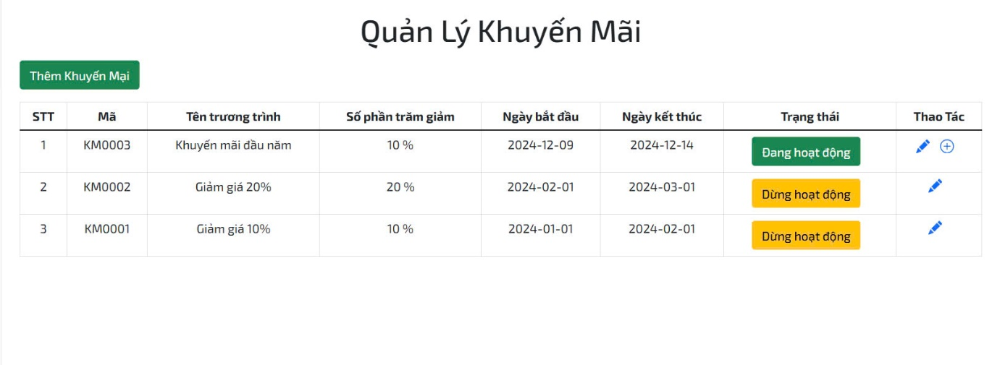 Quản Lý Khuyến Mãi
Thêm Khuyến Mại
STT Mã Tên trương trình Số phần trăm giảm Ngày bắt đầu Ngày kết thúc Trạng thái Thao Tác
1 KM0003 Khuyến mãi đầu năm 10 % 2024-12-09 2024-12-14 Đang hoạt động
2 KM0002 Giảm giá 20% 20 % 2024-02-01 2024-03-01 Dừng hoạt động
3 KM0001 Giảm giá 10% 10 % 2024-01-01 2024-02-01 Dừng hoạt động